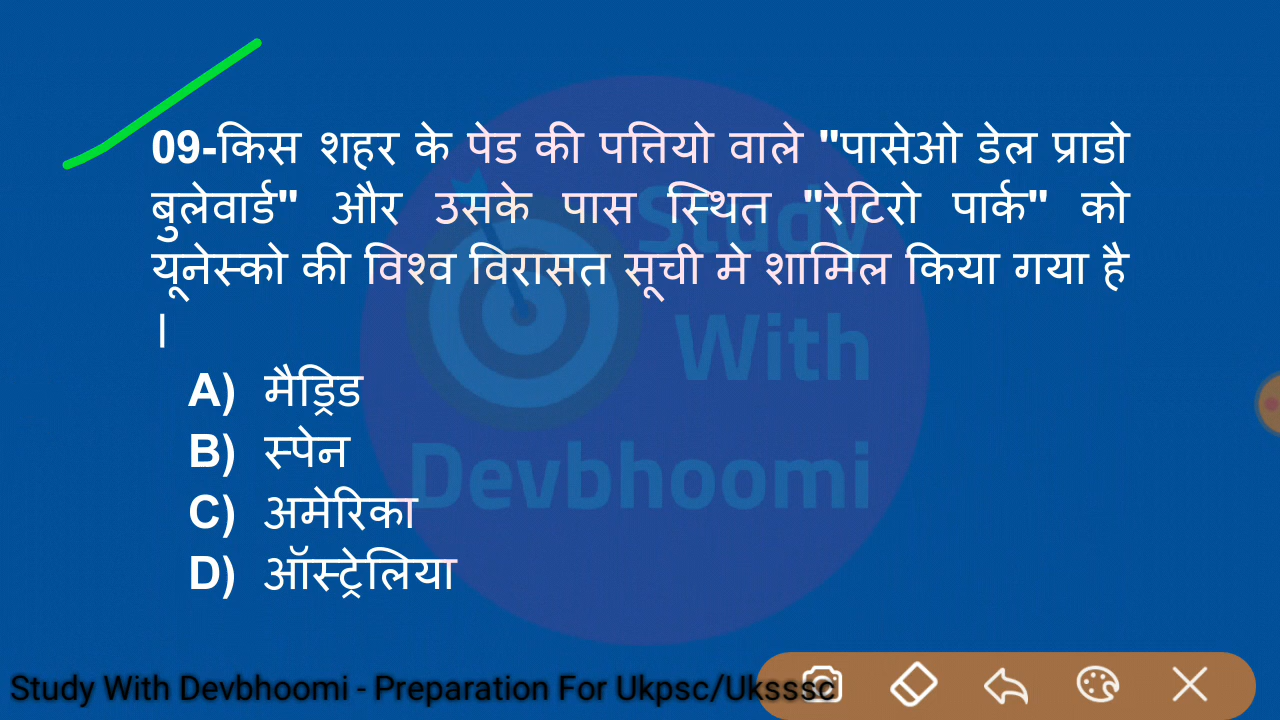 09-किस शहर के पेड की पत्तियो वाले "पासेओ डेल प्राडो
बुलेवार्ड" और उसके पास स्थित "रेटिरो पार्क" को
यूनेस्को की विश्व विरासत सूची मे शामिल किया गया है
।
A) मैड्रिड
B) स्पेन
C) अमेरिका
D) ऑस्ट्रेलिया
Study
With
Devbhoomi
Study With Devbhoomi - Preparation For Ukpsc/Uksssc